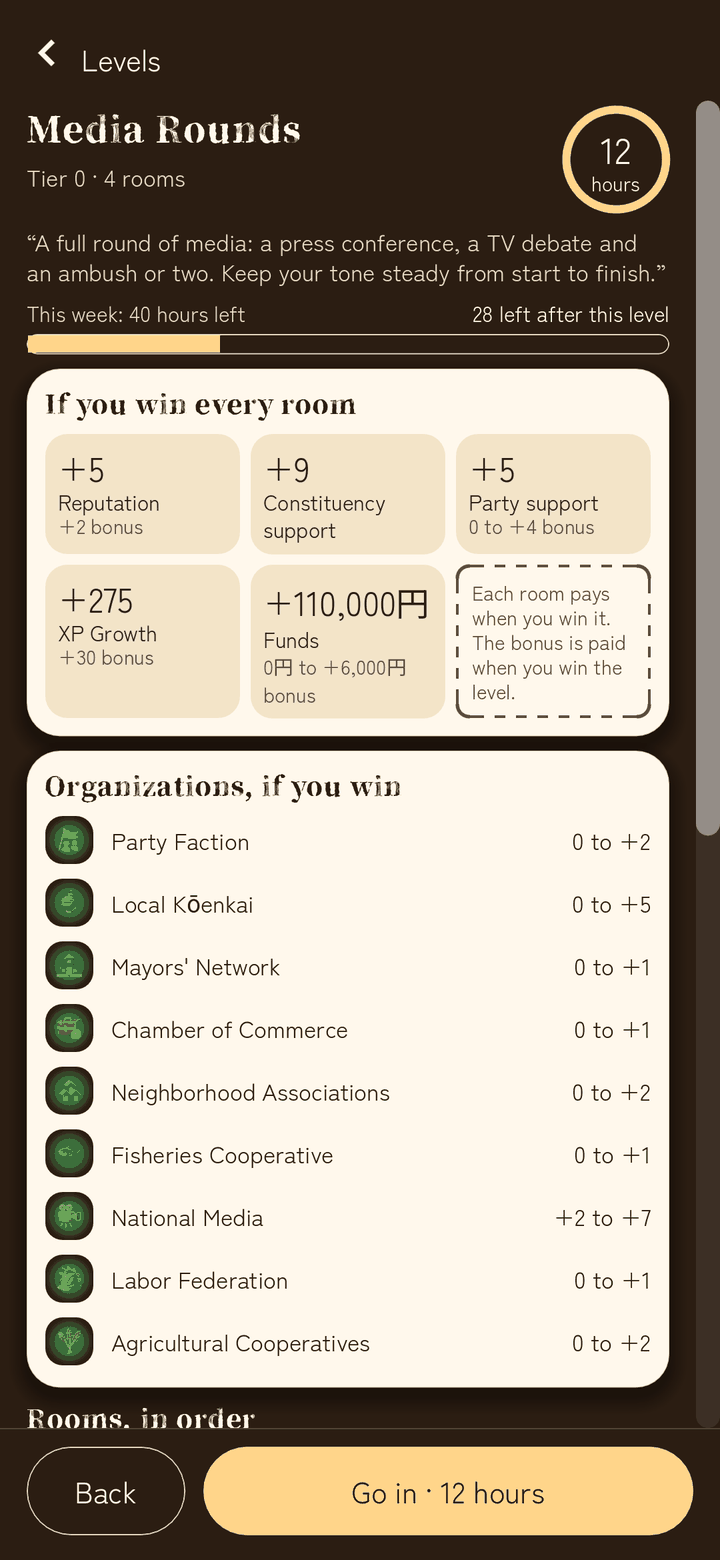 Levels
Media Rounds
Tier 0 · 4 rooms
12
hours
“A full round of media: a press conference, a TV debate and
an ambush or two. Keep your tone steady from start to finish.”
This week: 40 hours left
28 left after this level
If you win every room
+5
Reputation
+2 bonus
+9
Constituency
support
+5
Party support
0 to +4 bonus
+275
XP Growth
+30 bonus
+110,000円
Funds
0円 to +6,000円
bonus
Each room pays
when you win it.
The bonus is paid
when you win the
level.
Organizations, if you win
Party Faction 0 to +2
Local Kōenkai 0 to +5
Mayors' Network 0 to +1
Chamber of Commerce 0 to +1
Neighborhood Associations 0 to +2
Fisheries Cooperative 0 to +1
National Media +2 to +7
Labor Federation 0 to +1
Agricultural Cooperatives 0 to +2
Rooms, in order
Back
Go in · 12 hours